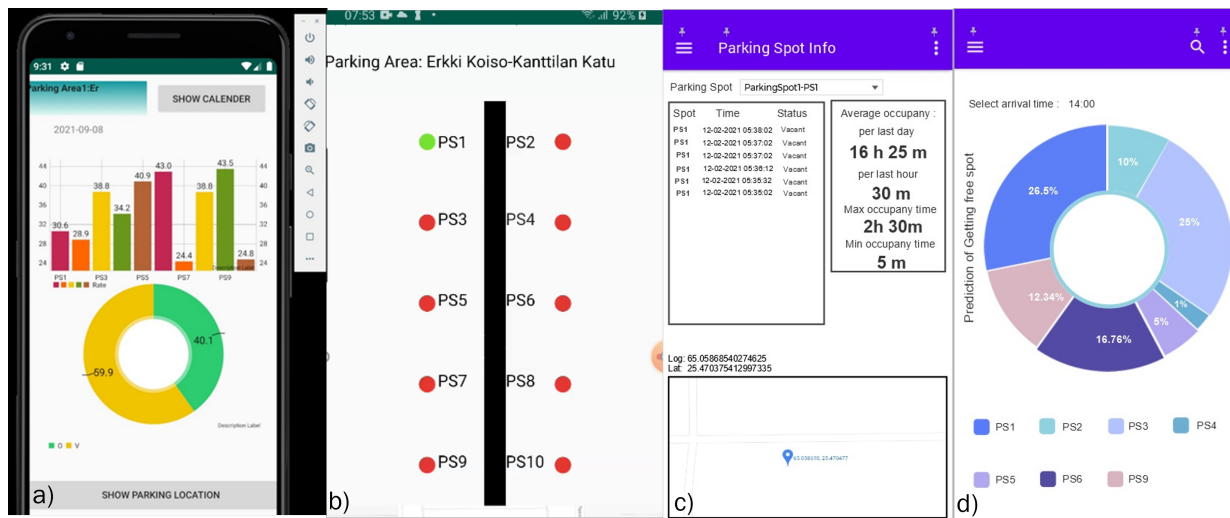 9:31
Parking Area1:Er
SHOW CALENDER
2021-09-08
44 44
40 40
36 36
32 32
28 28
24 24
30.6 28.9 38.8 34.2 40.9 43.0 24.4 38.8 43.5 24.8
Description Label
PS1 PS3 PS5 PS7 PS9
Rate
40.1
59.9
Description Label
O V
SHOW PARKING LOCATION
a)
07:53 92%
Parking Area: Erkki Koiso-Kanttilan Katu
PS1 PS2
PS3 PS4
PS5 PS6
PS7 PS8
PS9 PS10
b)
Parking Spot Info
Parking Spot ParkingSpot1-PS1
Spot Time Status
PS1 12-02-2021 05:38:02 Vacant
PS1 12-02-2021 05:37:02 Vacant
PS1 12-02-2021 05:37:02 Vacant
PS1 12-02-2021 05:36:12 Vacant
PS1 12-02-2021 05:35:32 Vacant
PS1 12-02-2021 05:35:02 Vacant
Average occupany :
per last day
16 h 25 m
per last hour
30 m
Max occupany time
2h 30m
Min occupany time
5 m
Log: 65.05868540274625
Lat: 25.470375412997335
c)
Select arrival time : 14:00
Prediction of Getting free spot
10%
26.5%
25%
12.34%
1%
5%
16.76%
PS1 PS2 PS3 PS4
PS5 PS6 PS9
d)